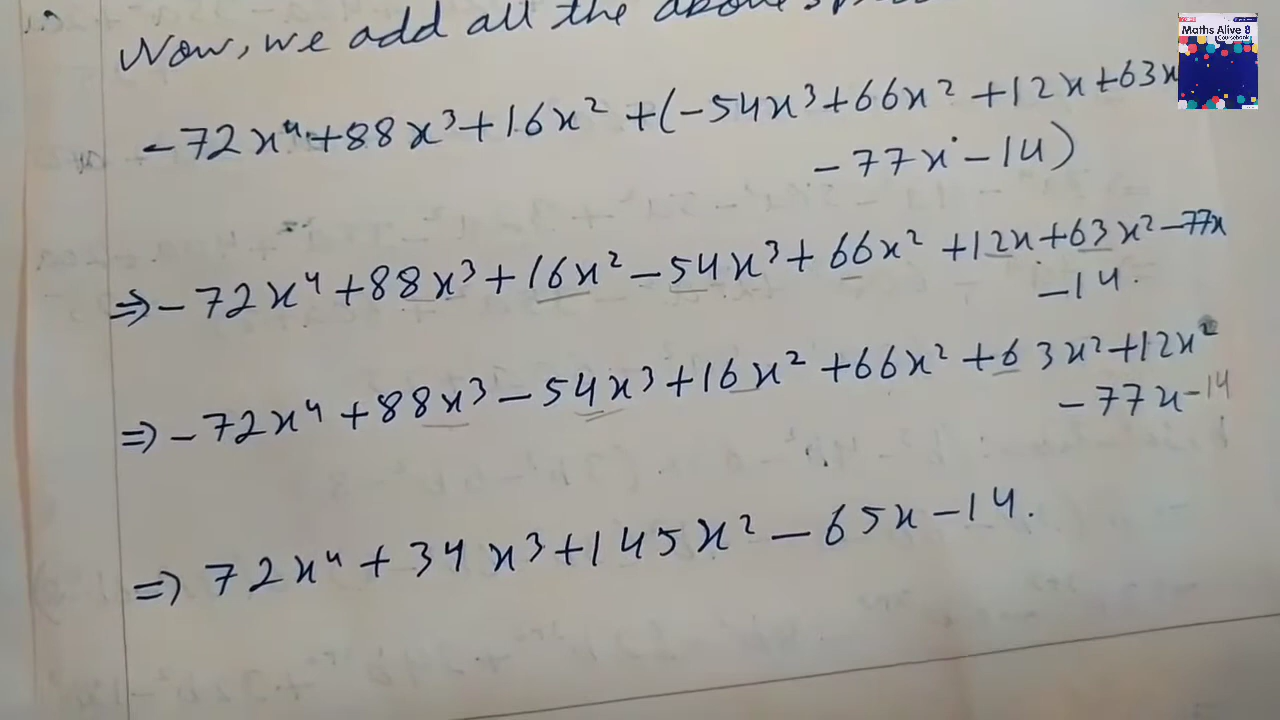 Now, we add all the above
-72x⁴+88x³+16x²+(-54x³+66x²+12x+63x
-77x-14)
⇒-72x⁴+88x³+16x²-54x³+66x²+12x+63x²-77x
-14.
⇒-72x⁴+88x³-54x³+16x²+66x²+63x²+12x²
-77x-14
⇒72x⁴+34x³+145x²-65x-14.
Maths Alive 8
Coursebook